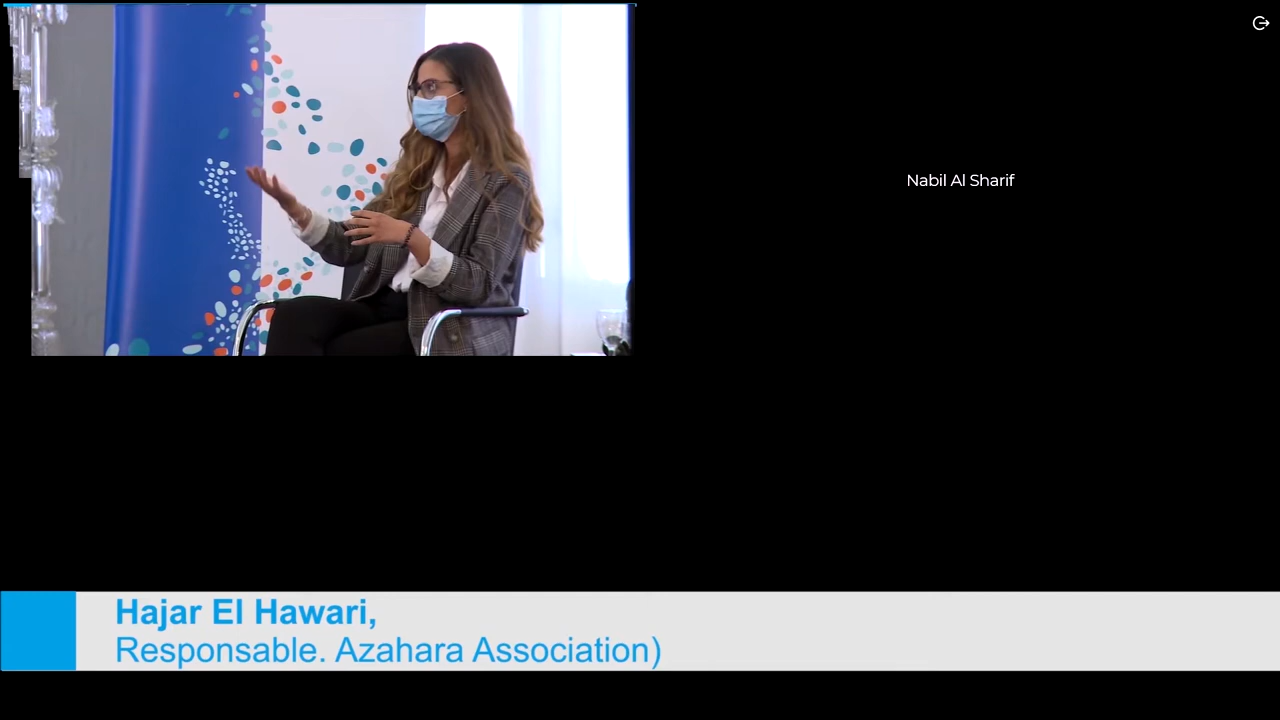 Nabil Al Sharif
Hajar El Hawari,
Responsable. Azahara Association)